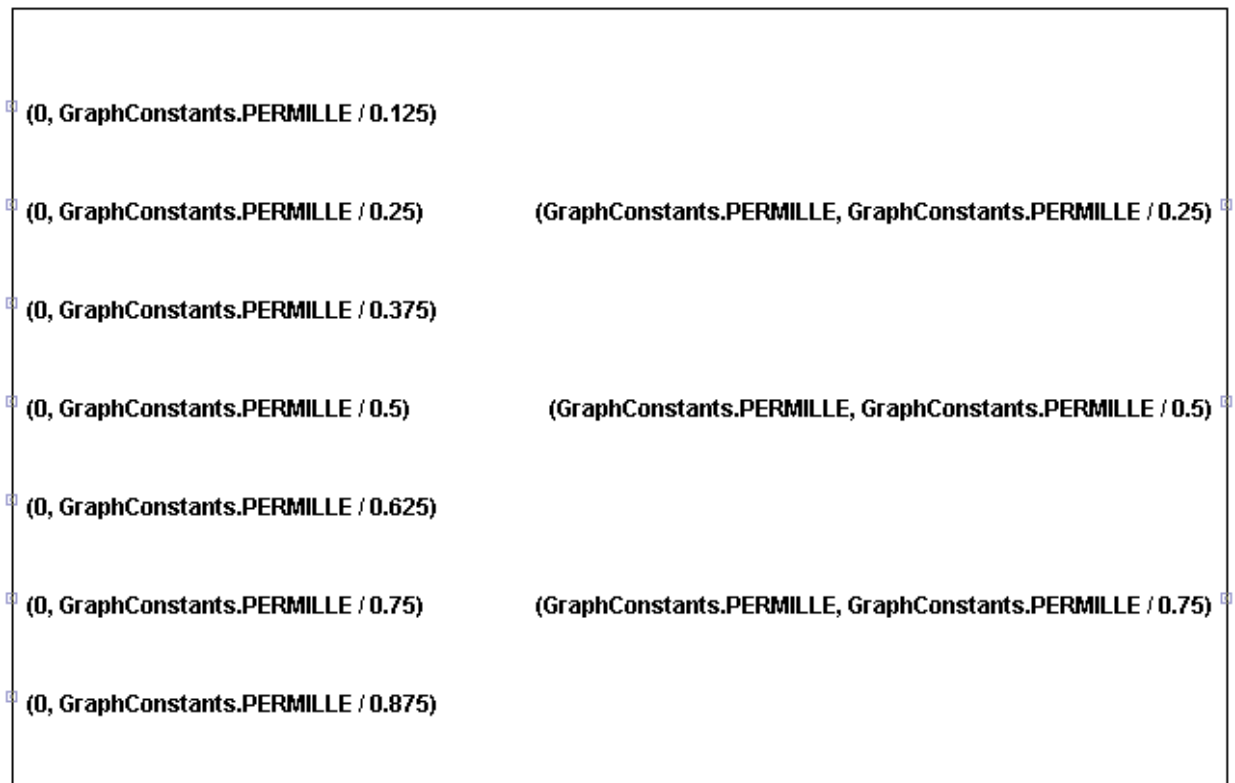 (0, GraphConstants.PERMILLE / 0.125)
(0, GraphConstants.PERMILLE / 0.25) (GraphConstants.PERMILLE, GraphConstants.PERMILLE / 0.25)
(0, GraphConstants.PERMILLE / 0.375)
(0, GraphConstants.PERMILLE / 0.5) (GraphConstants.PERMILLE, GraphConstants.PERMILLE / 0.5)
(0, GraphConstants.PERMILLE / 0.625)
(0, GraphConstants.PERMILLE / 0.75) (GraphConstants.PERMILLE, GraphConstants.PERMILLE / 0.75)
(0, GraphConstants.PERMILLE / 0.875)